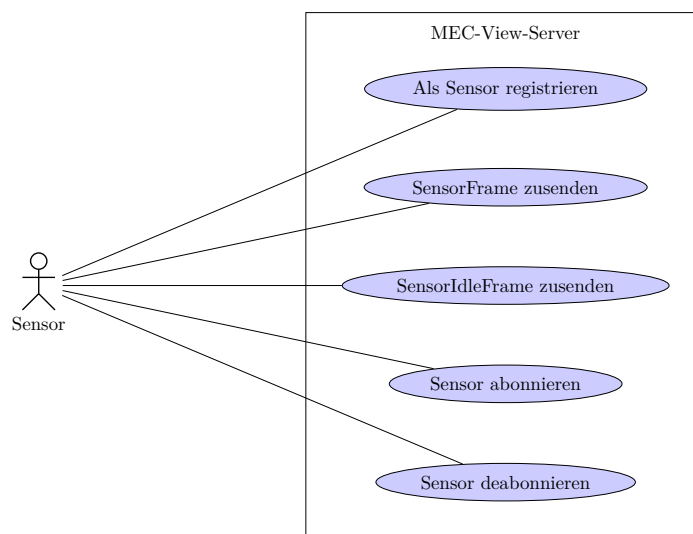 MEC-View-Server
Als Sensor registrieren
SensorFrame zusenden
SensorIdleFrame zusenden
Sensor
Sensor abonnieren
Sensor deabonnieren